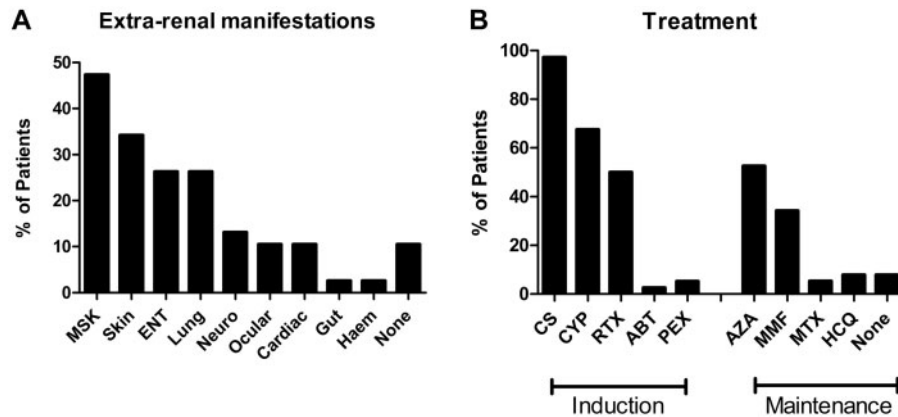 A Extra-renal manifestations
% of Patients
50
40
30
20
10
0
MSK
Skin
ENT
Lung
Neuro
Ocular
Cardiac
Gut
Haem
None
B Treatment
% of Patients
100
80
60
40
20
0
CS
CYP
RTX
ABT
PEX
AZA
MMF
MTX
HCQ
None
Induction
Maintenance